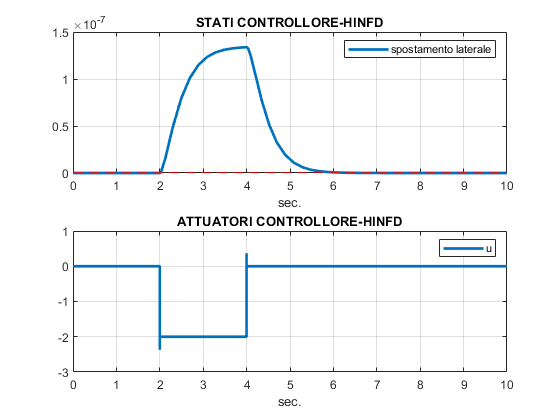 STATI CONTROLLORE-HINFD
×10-7
1.5
1
0.5
0
spostamento laterale
0 1 2 3 4 5 6 7 8 9 10
sec.
ATTUATORI CONTROLLORE-HINFD
1
0
-1
-2
-3
u
0 1 2 3 4 5 6 7 8 9 10
sec.